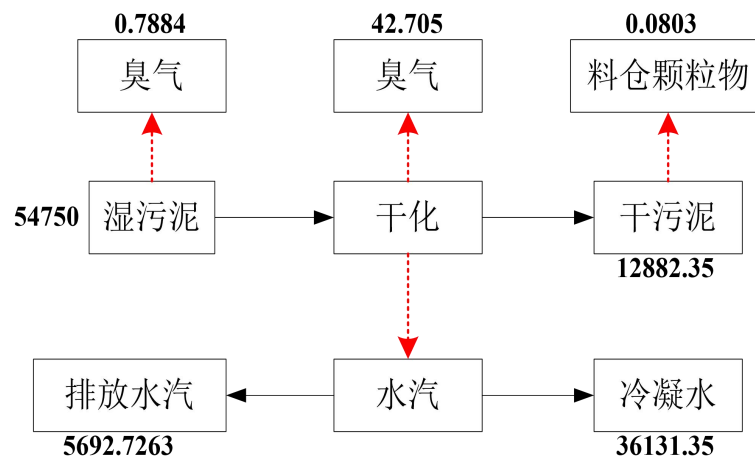 0.7884
42.705
0.0803
臭气
臭气
料仓颗粒物
54750
湿污泥
干化
干污泥
12882.35
排放水汽
水汽
冷凝水
5692.7263
36131.35